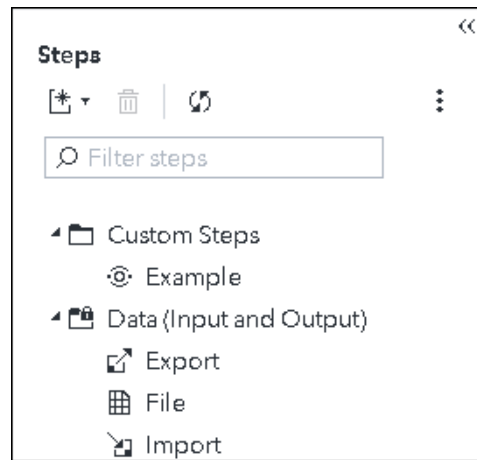 Steps
Filter steps
Custom Steps
Example
Data (Input and Output)
Export
File
Import